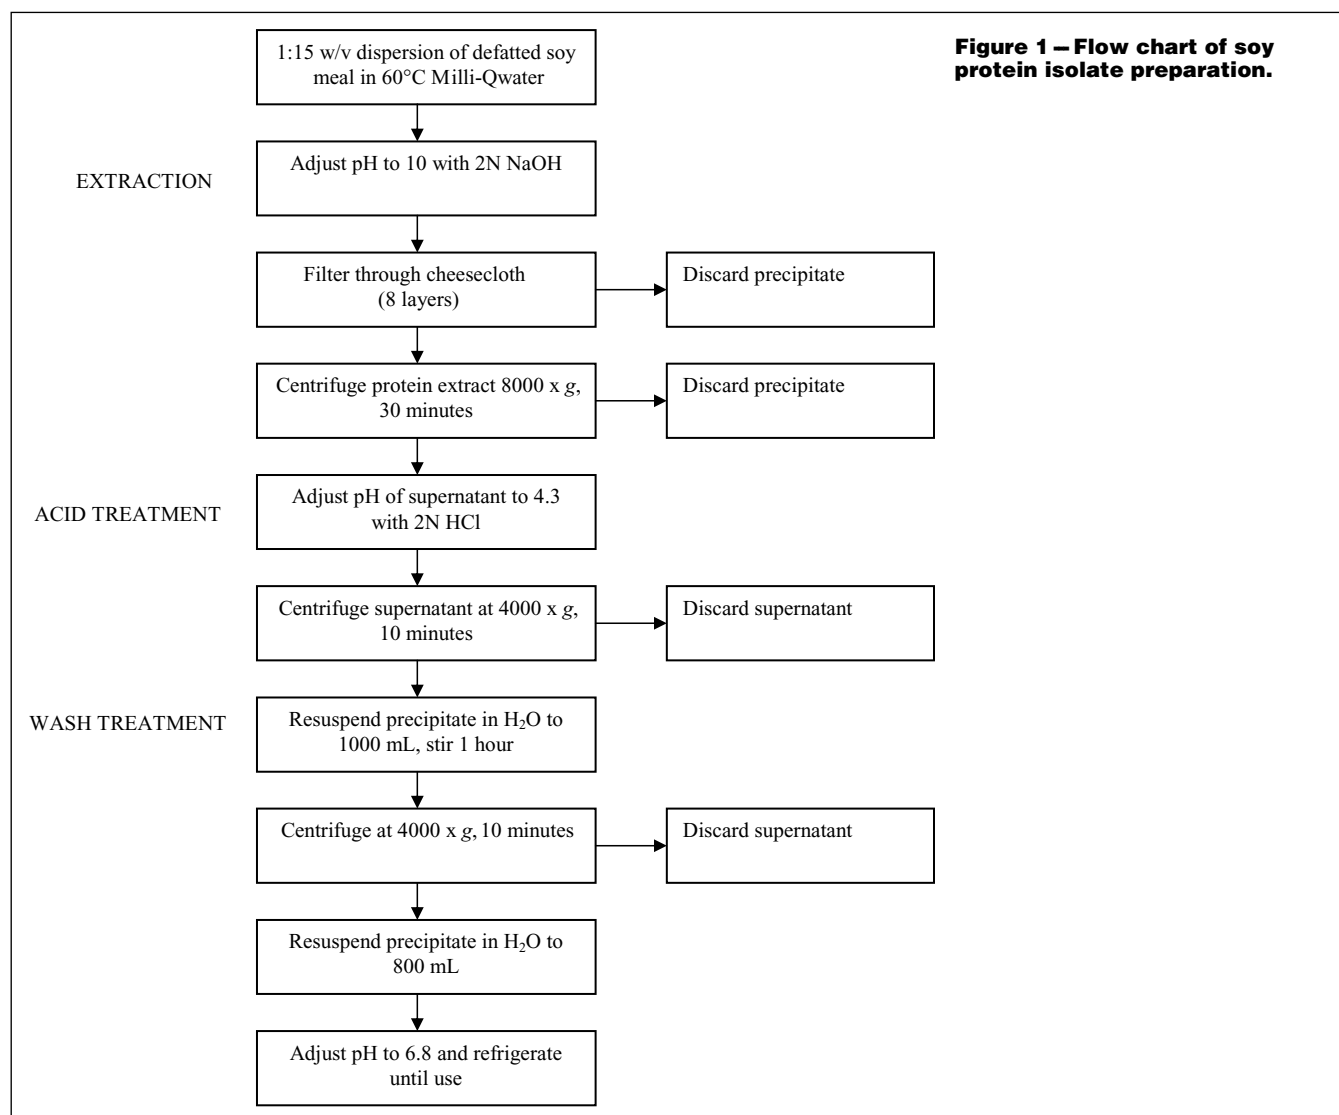 Figure 1 — Flow chart of soy
protein isolate preparation.
1:15 w/v dispersion of defatted soy
meal in 60°C Milli-Qwater
EXTRACTION
Adjust pH to 10 with 2N NaOH
Filter through cheesecloth
(8 layers)
Discard precipitate
Centrifuge protein extract 8000 x g,
30 minutes
Discard precipitate
ACID TREATMENT
Adjust pH of supernatant to 4.3
with 2N HCl
Centrifuge supernatant at 4000 x g,
10 minutes
Discard supernatant
WASH TREATMENT
Resuspend precipitate in H₂O to
1000 mL, stir 1 hour
Centrifuge at 4000 x g, 10 minutes
Discard supernatant
Resuspend precipitate in H₂O to
800 mL
Adjust pH to 6.8 and refrigerate
until use